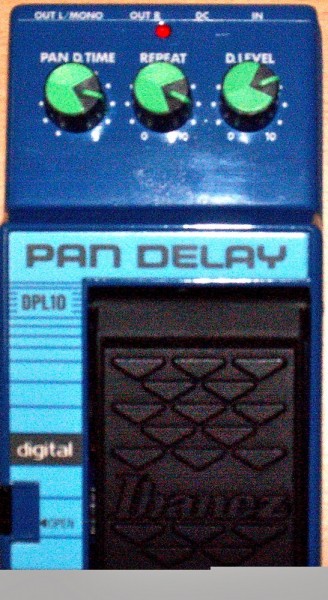 OUT L/MONO OUT R DC IN
PAN D.TIME REPEAT D.LEVEL
0 10 0 10
PAN DELAY
DPL10
digital
Ibanez
◀OPEN